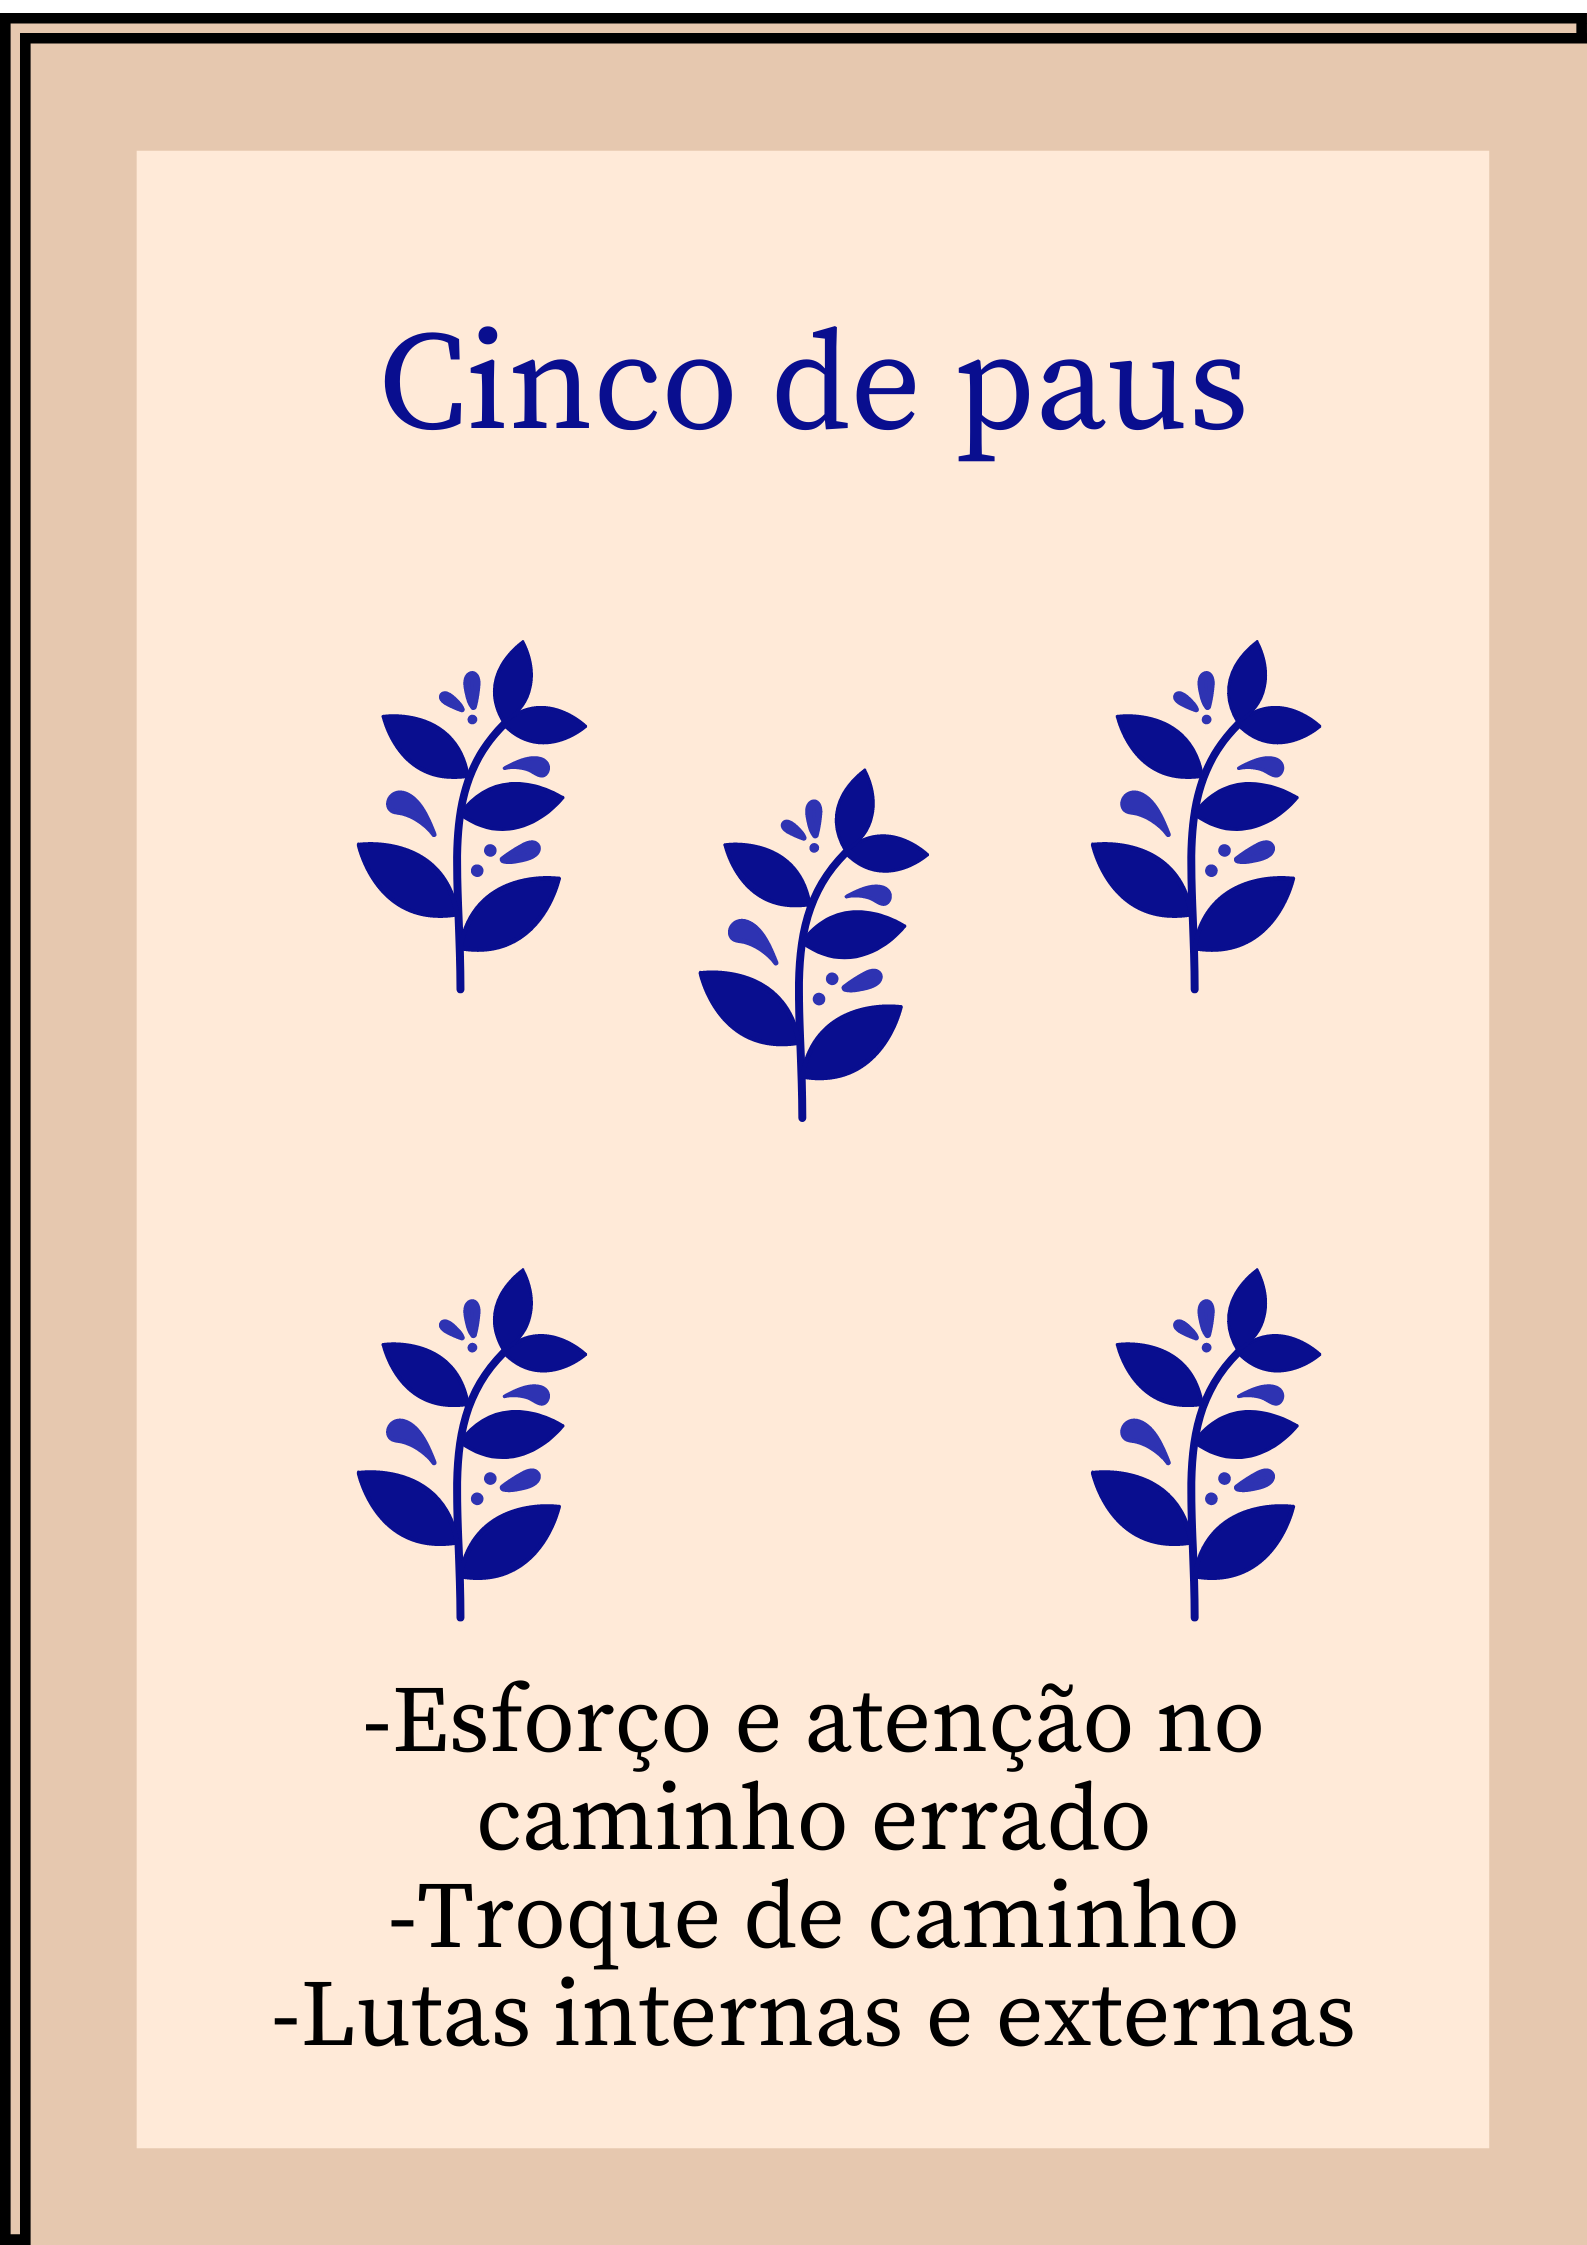 Cinco de paus
-Esforço e atenção no
caminho errado
-Troque de caminho
-Lutas internas e externas